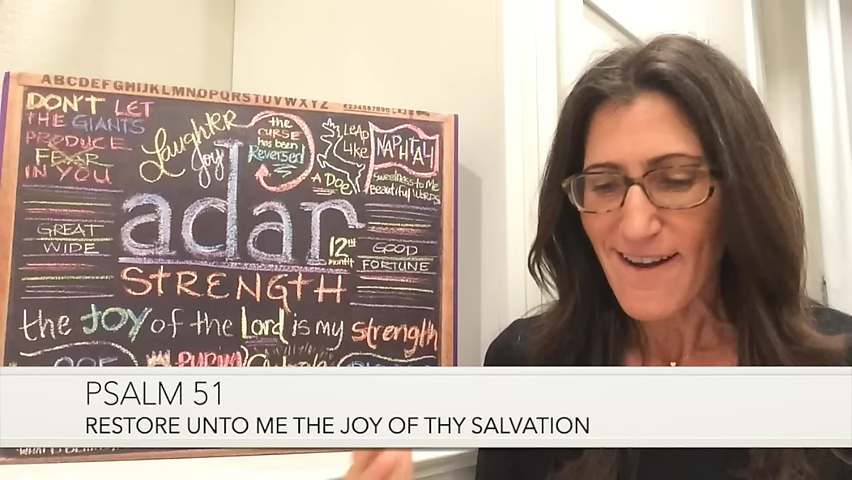 ABCDEFGHIJKLMNOPQRSTUVWXYZ
DON'T LET
THE GIANTS
PRODUCE
FEAR
IN YOU
Laughter
Joy
the
CURSE
has been
Reversed
LEAP
LIKE
A DOE
NAPHTALI
Sweetness to Me
Beautiful Words
adar
12th
month
GREAT
WIDE
GOOD
FORTUNE
STRENGTH
the JOY of the Lord is my Strength
PURIM
PSALM 51
RESTORE UNTO ME THE JOY OF THY SALVATION